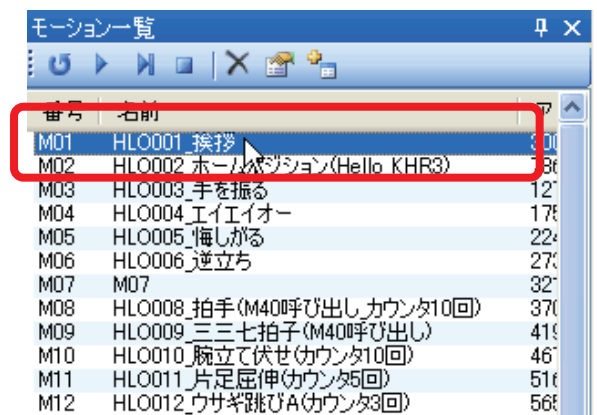 モーション一覧
番号 名前 ア
M01 HLO001_挨拶 300
M02 HLO002_ホームポジション(Hello KHR3) 786
M03 HLO003_手を振る
M04 HLO004_エイエイオー
M05 HLO005_悔しがる
M06 HLO006_逆立ち
M07 M07
M08 HLO008_拍手(M40呼び出し_カウンタ10回)
M09 HLO009_三三七拍子(M40呼び出し)
M10 HLO010_腕立て伏せ(カウンタ10回)
M11 HLO011_片足屈伸(カウンタ5回)
M12 HLO012_ウサギ跳びA(カウンタ3回)